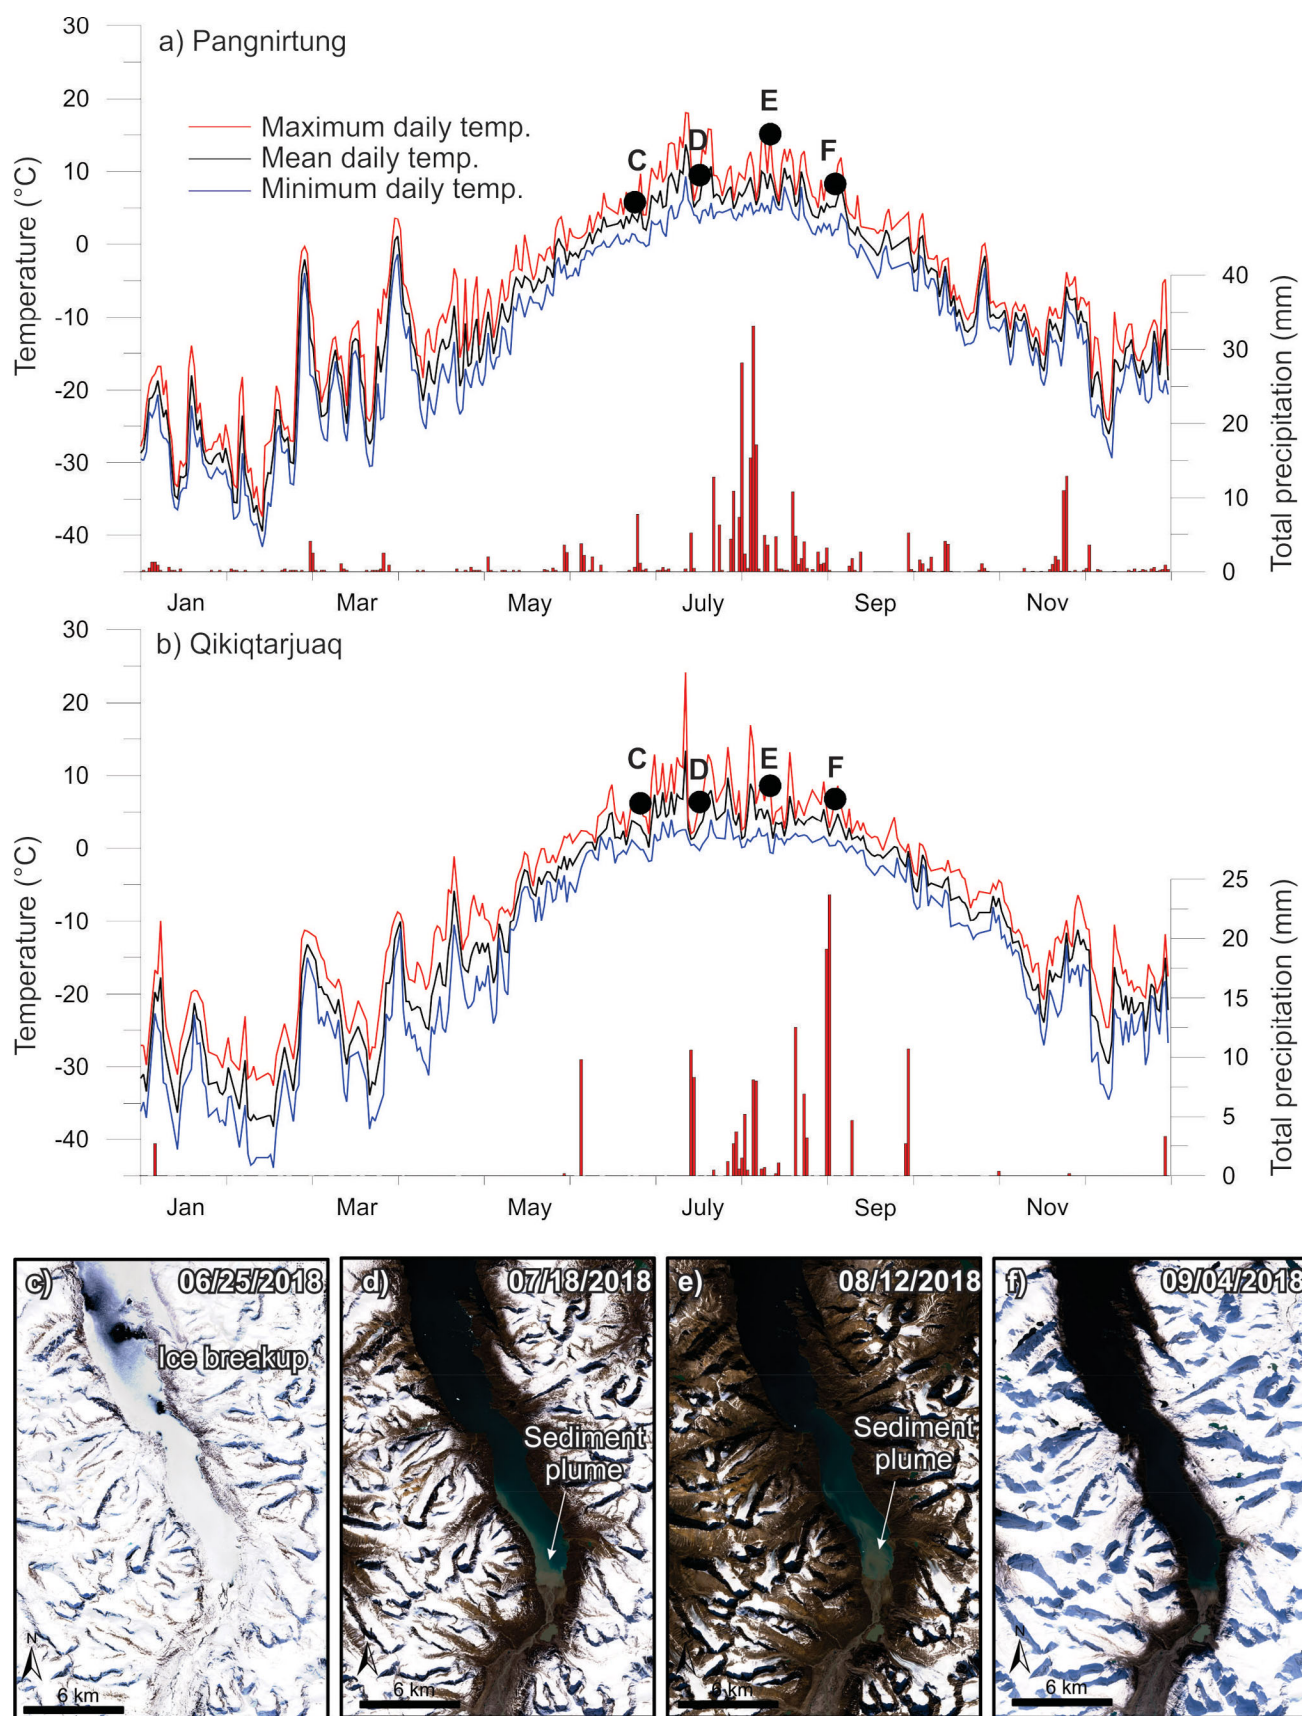 a) Pangnirtung
30
20
10
0
-10
-20
-30
-40
Temperature (°C)
Maximum daily temp.
Mean daily temp.
Minimum daily temp.
C
D
E
F
40
30
20
10
0
Total precipitation (mm)
Jan
Mar
May
July
Sep
Nov
b) Qikiqtarjuaq
30
20
10
0
-10
-20
-30
-40
Temperature (°C)
C
D
E
F
25
20
15
10
5
0
Total precipitation (mm)
Jan
Mar
May
July
Sep
Nov
c)
06/25/2018
Ice breakup
N
6 km
d)
07/18/2018
Sediment
plume
6 km
e)
08/12/2018
Sediment
plume
6 km
f)
09/04/2018
N
6 km